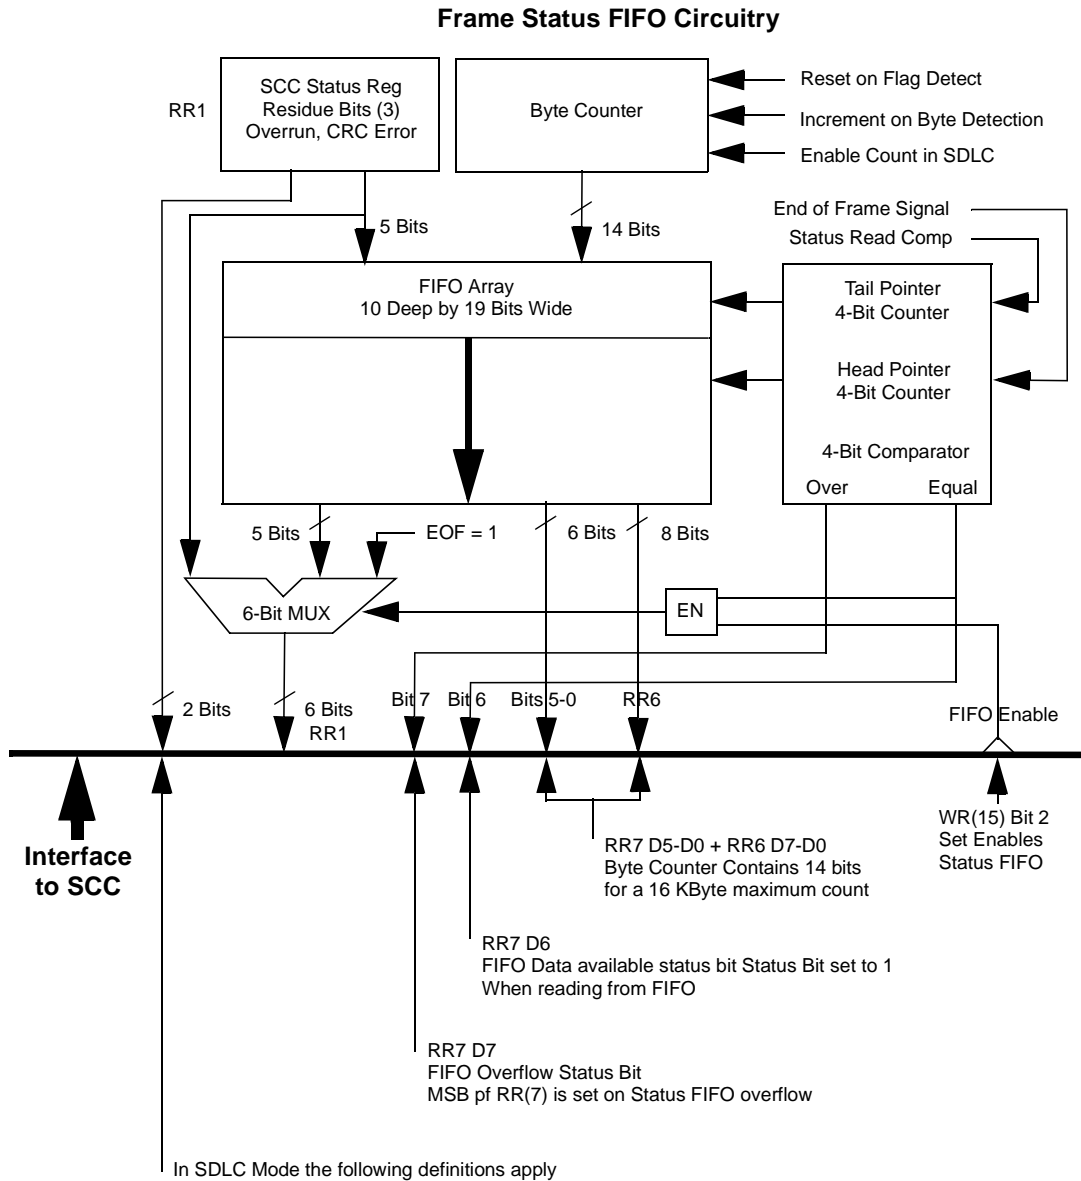 Frame Status FIFO Circuitry
RR1
SCC Status Reg
Residue Bits (3)
Overrun, CRC Error
Byte Counter
Reset on Flag Detect
Increment on Byte Detection
Enable Count in SDLC
5 Bits
14 Bits
End of Frame Signal
Status Read Comp
FIFO Array
10 Deep by 19 Bits Wide
Tail Pointer
4-Bit Counter
Head Pointer
4-Bit Counter
4-Bit Comparator
Over
Equal
5 Bits
EOF = 1
6 Bits
8 Bits
6-Bit MUX
EN
2 Bits
6 Bits
RR1
Bit 7
Bit 6
Bits 5-0
RR6
FIFO Enable
Interface
to SCC
WR(15) Bit 2
Set Enables
Status FIFO
RR7 D5-D0 + RR6 D7-D0
Byte Counter Contains 14 bits
for a 16 KByte maximum count
RR7 D6
FIFO Data available status bit Status Bit set to 1
When reading from FIFO
RR7 D7
FIFO Overflow Status Bit
MSB pf RR(7) is set on Status FIFO overflow
In SDLC Mode the following definitions apply